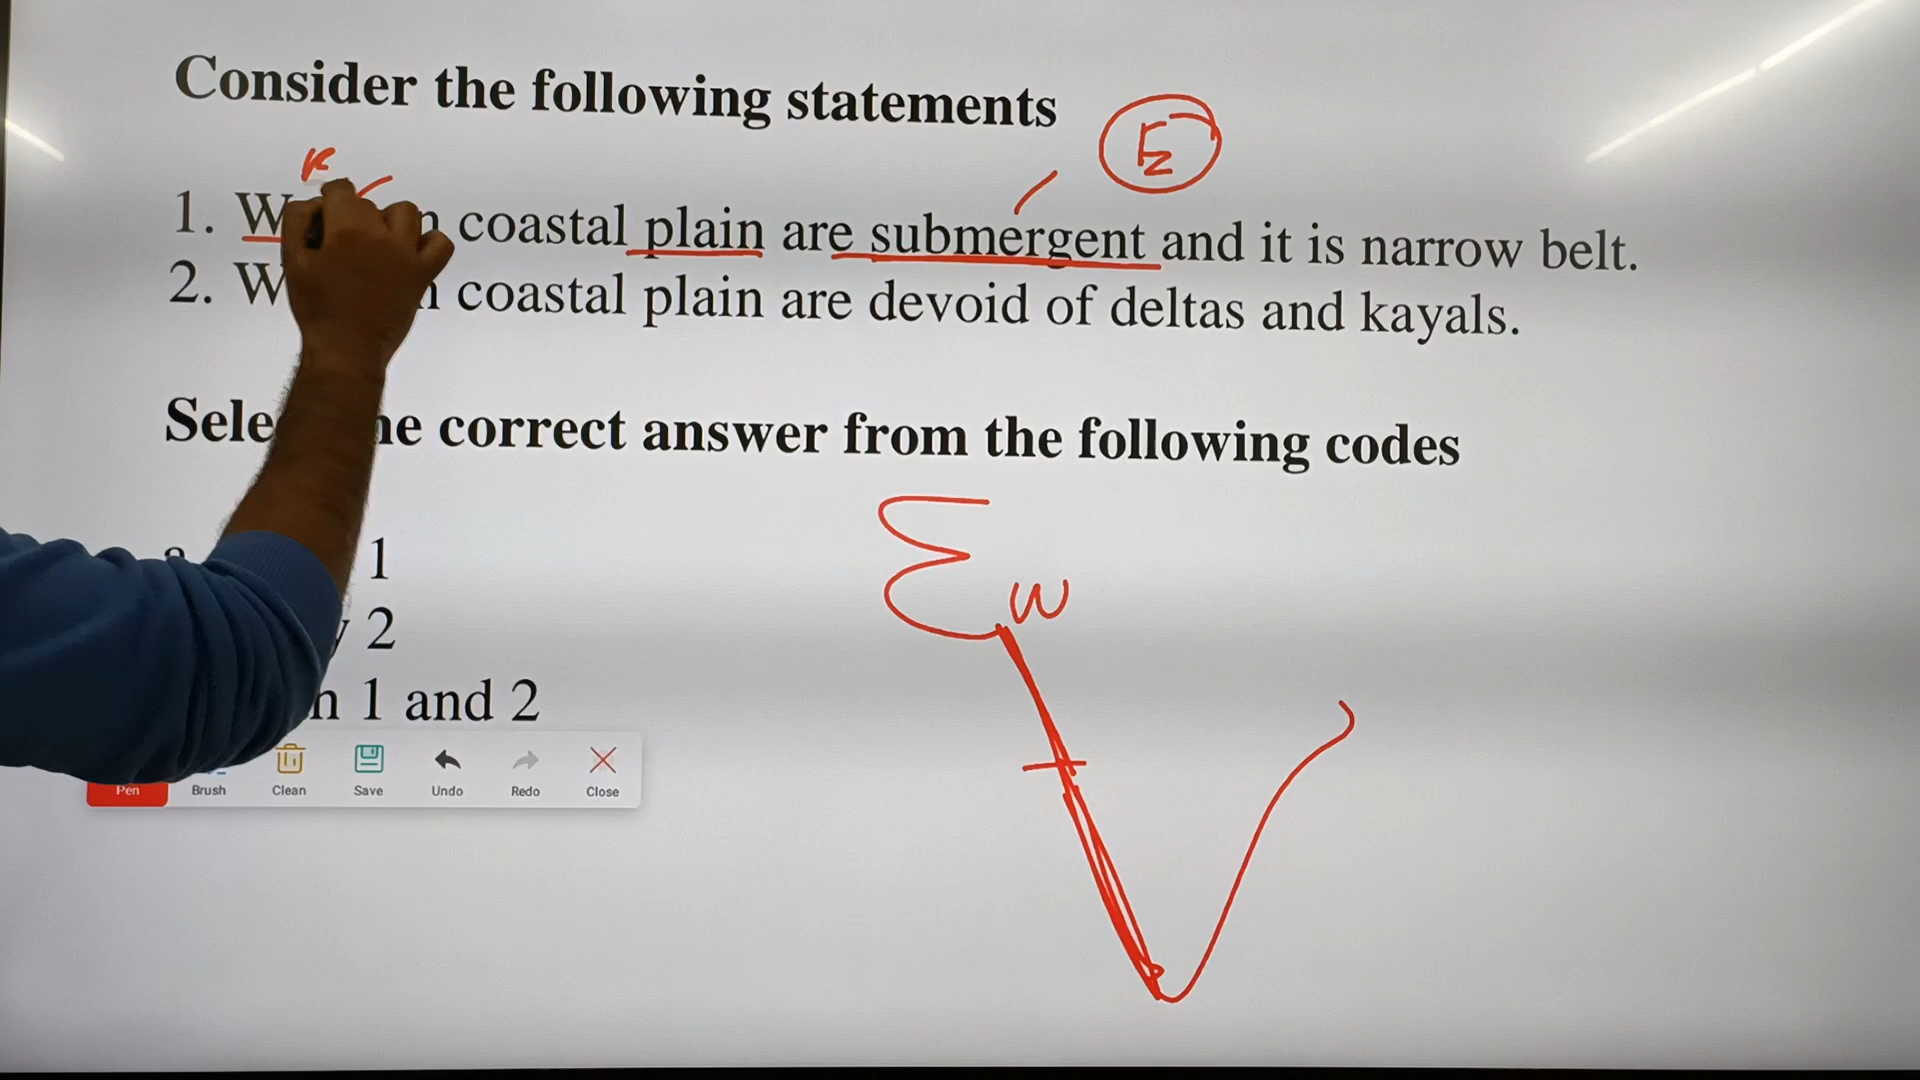 Consider the following statements
E
1. W coastal plain are submergent and it is narrow belt.
2. W coastal plain are devoid of deltas and kayals.
correct answer from the following codes
1
w
2
1 and 2
Pen Brush Clean Save Undo Redo Close